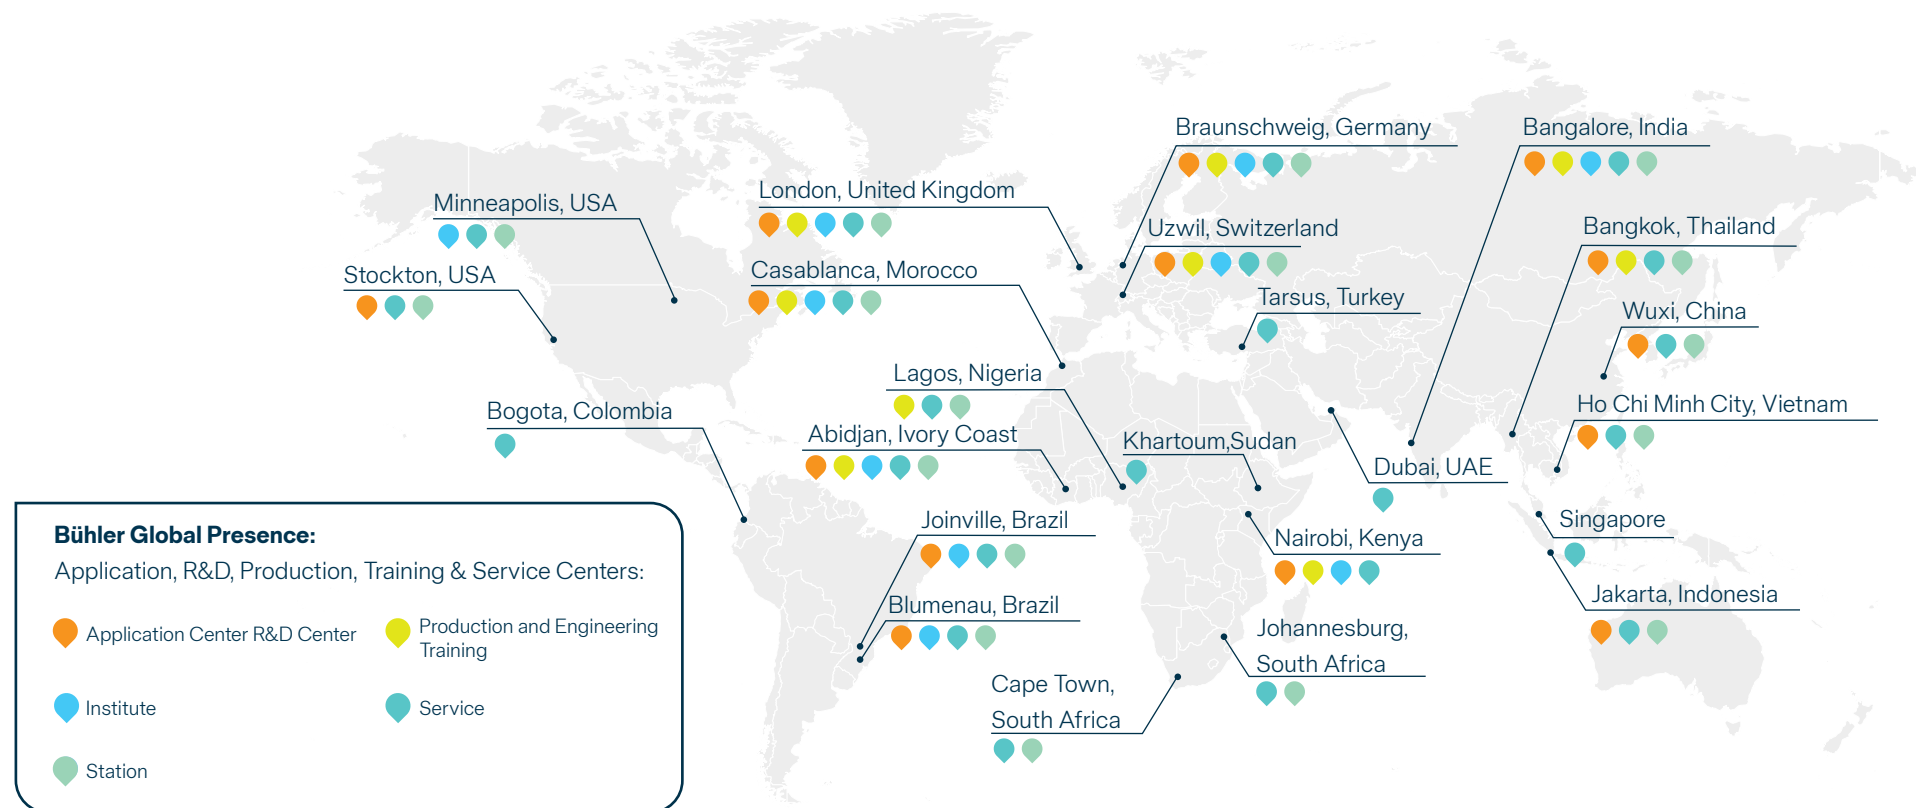 Braunschweig, Germany
Bangalore, India
London, United Kingdom
Minneapolis, USA
Uzwil, Switzerland
Bangkok, Thailand
Stockton, USA
Casablanca, Morocco
Tarsus, Turkey
Wuxi, China
Lagos, Nigeria
Bogota, Colombia
Ho Chi Minh City, Vietnam
Abidjan, Ivory Coast
Khartoum,Sudan
Dubai, UAE
Joinville, Brazil
Singapore
Nairobi, Kenya
Blumenau, Brazil
Jakarta, Indonesia
Johannesburg,
South Africa
Cape Town,
South Africa
Bühler Global Presence:
Application, R&D, Production, Training & Service Centers:
Application Center R&D Center
Production and Engineering
Training
Institute
Service
Station